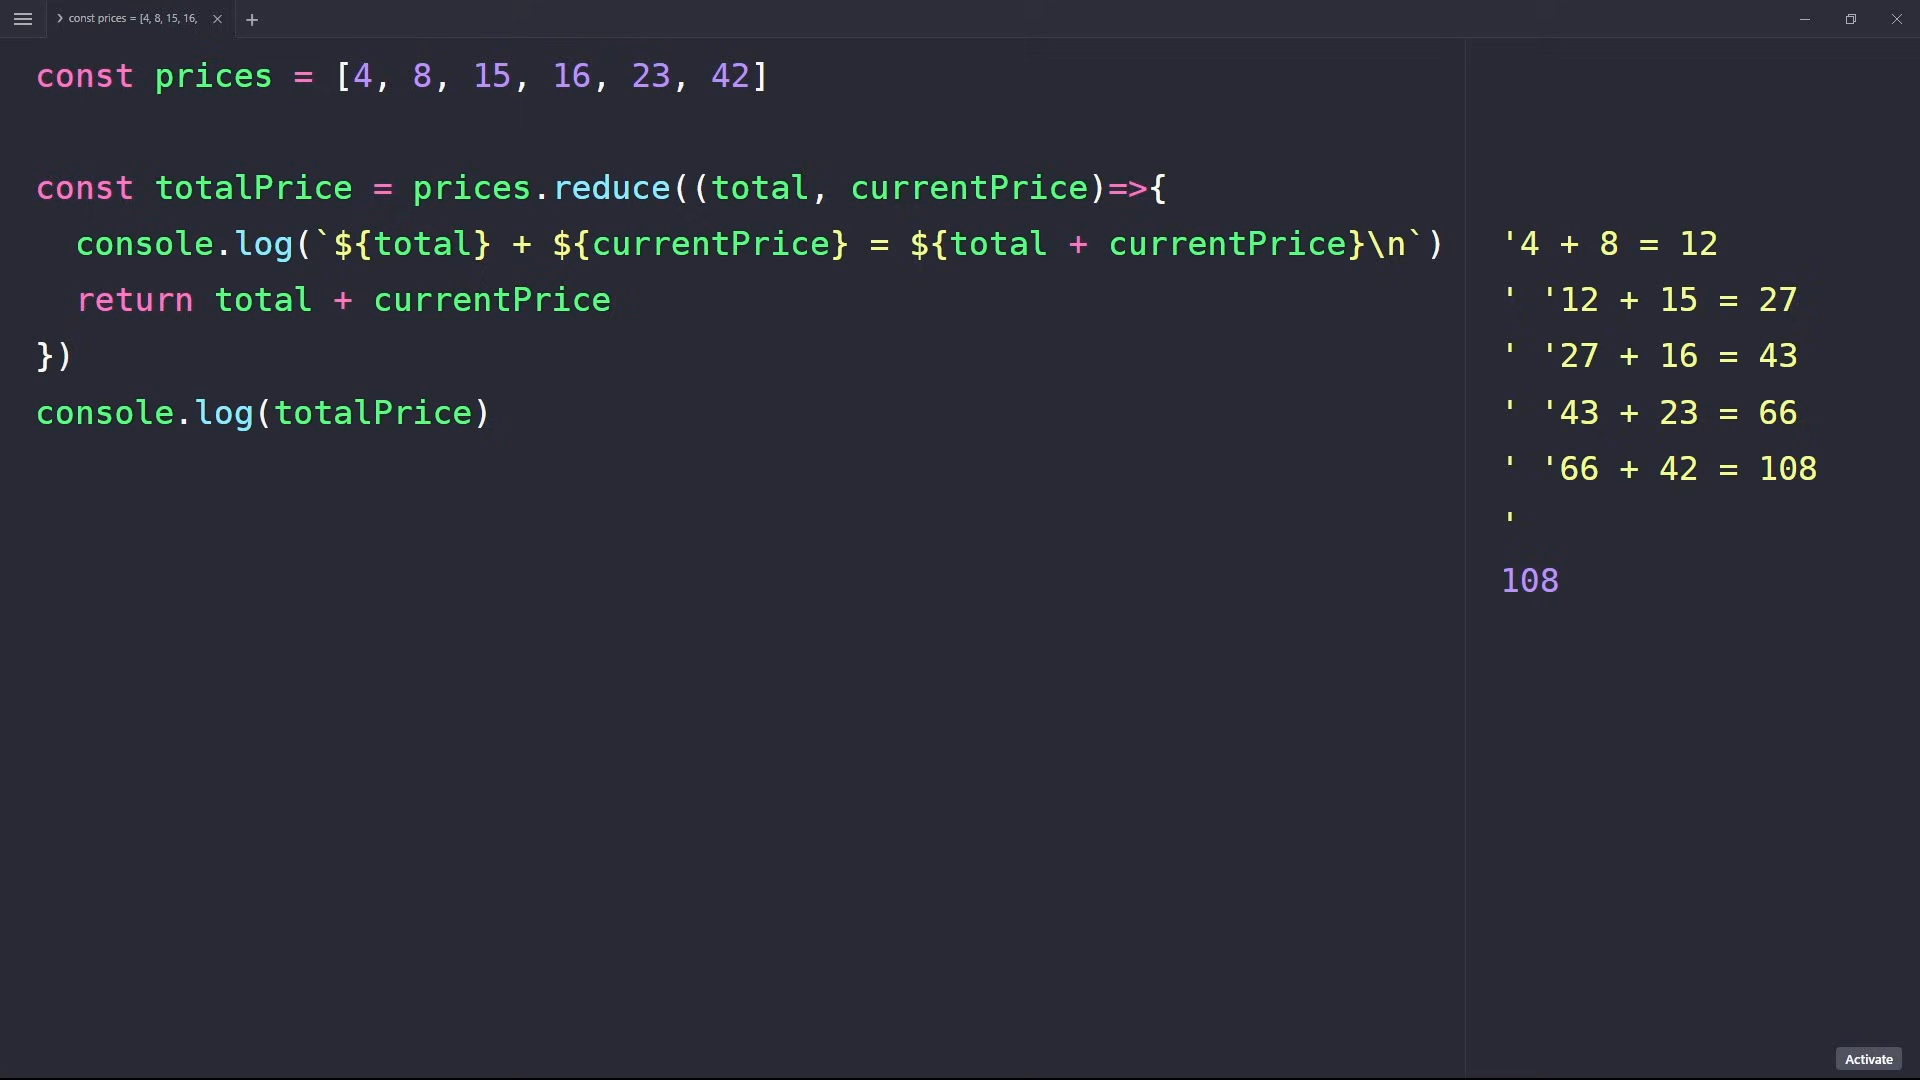 ❯ const prices = [4, 8, 15, 16,
const prices = [4, 8, 15, 16, 23, 42]
const totalPrice = prices.reduce((total, currentPrice)=>{
  console.log(`${total} + ${currentPrice} = ${total + currentPrice}\n`)
  return total + currentPrice
})
console.log(totalPrice)
'4 + 8 = 12
' '12 + 15 = 27
' '27 + 16 = 43
' '43 + 23 = 66
' '66 + 42 = 108
'
108
Activate